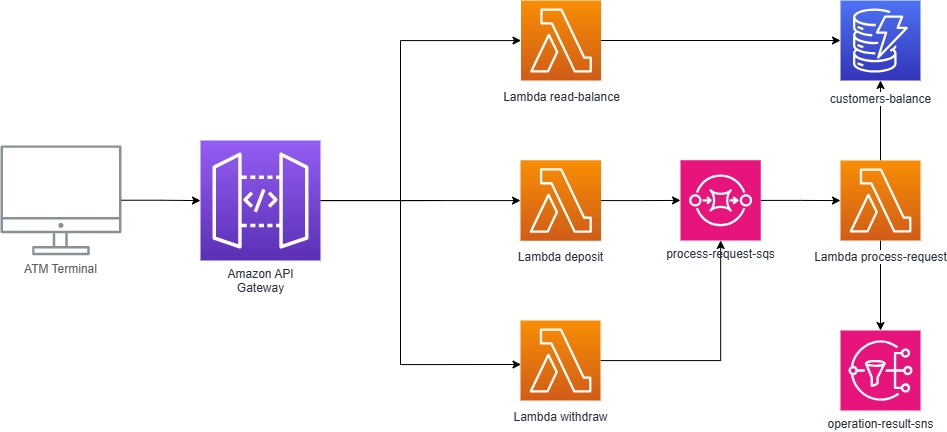 Lambda read-balance
customers-balance
ATM Terminal
Amazon API
Gateway
Lambda deposit
process-request-sqs
Lambda process-request
Lambda withdraw
operation-result-sns